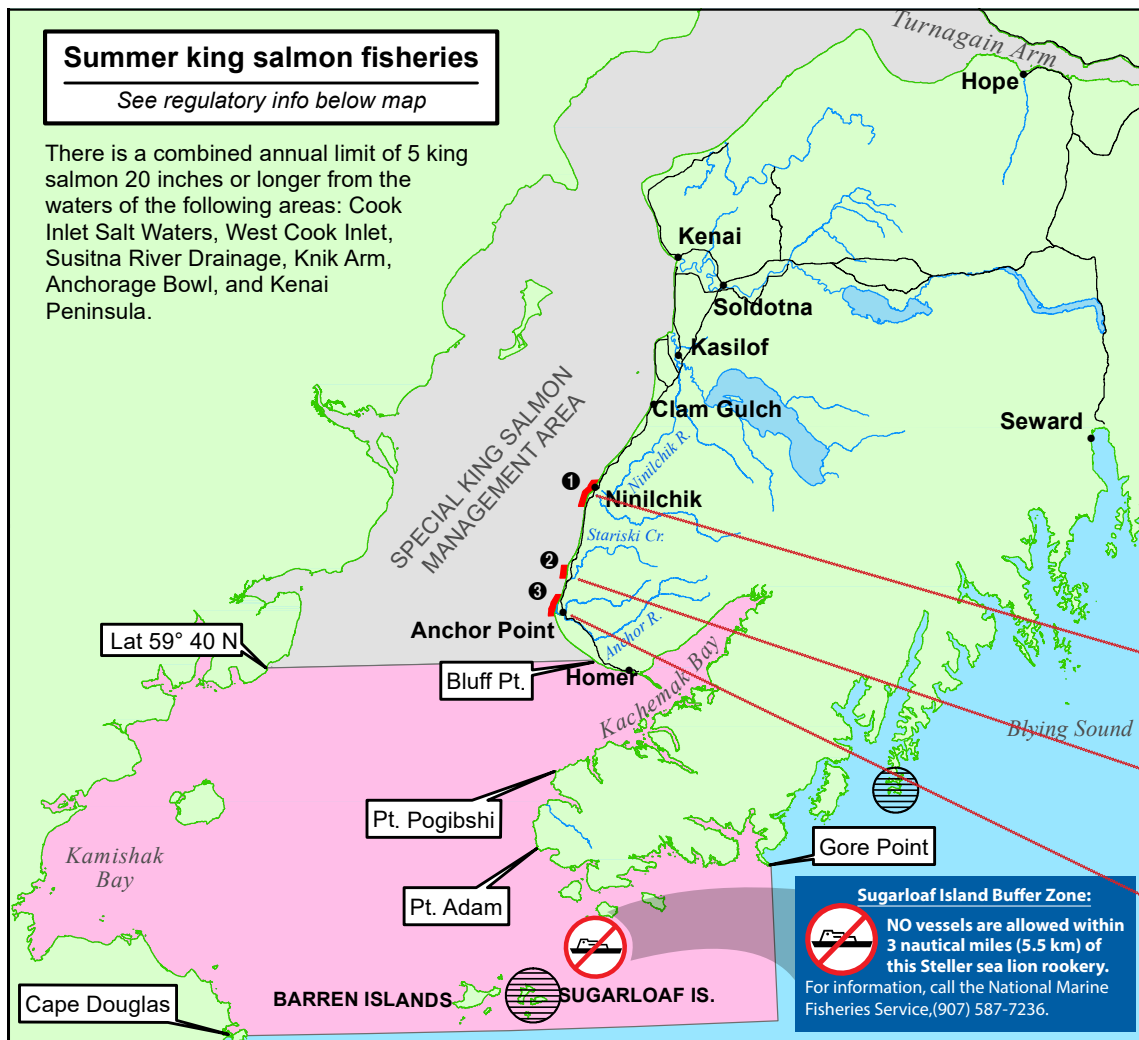 Summer king salmon fisheries
See regulatory info below map
There is a combined annual limit of 5 king
salmon 20 inches or longer from the
waters of the following areas: Cook
Inlet Salt Waters, West Cook Inlet,
Susitna River Drainage, Knik Arm,
Anchorage Bowl, and Kenai
Peninsula.
Turnagain Arm
Hope
Kenai
Soldotna
Kasilof
Clam Gulch
Seward
SPECIAL KING SALMON
MANAGEMENT AREA
Ninilchik R.
1
Ninilchik
Stariski Cr.
2
3
Anchor Point
Anchor R.
Lat 59° 40 N
Bluff Pt.
Homer
Kachemak Bay
Blying Sound
Pt. Pogibshi
Gore Point
Kamishak
Bay
Pt. Adam
Sugarloaf Island Buffer Zone:
NO vessels are allowed within
3 nautical miles (5.5 km) of
this Steller sea lion rookery.
For information, call the National Marine
Fisheries Service,(907) 587-7236.
BARREN ISLANDS
SUGARLOAF IS.
Cape Douglas